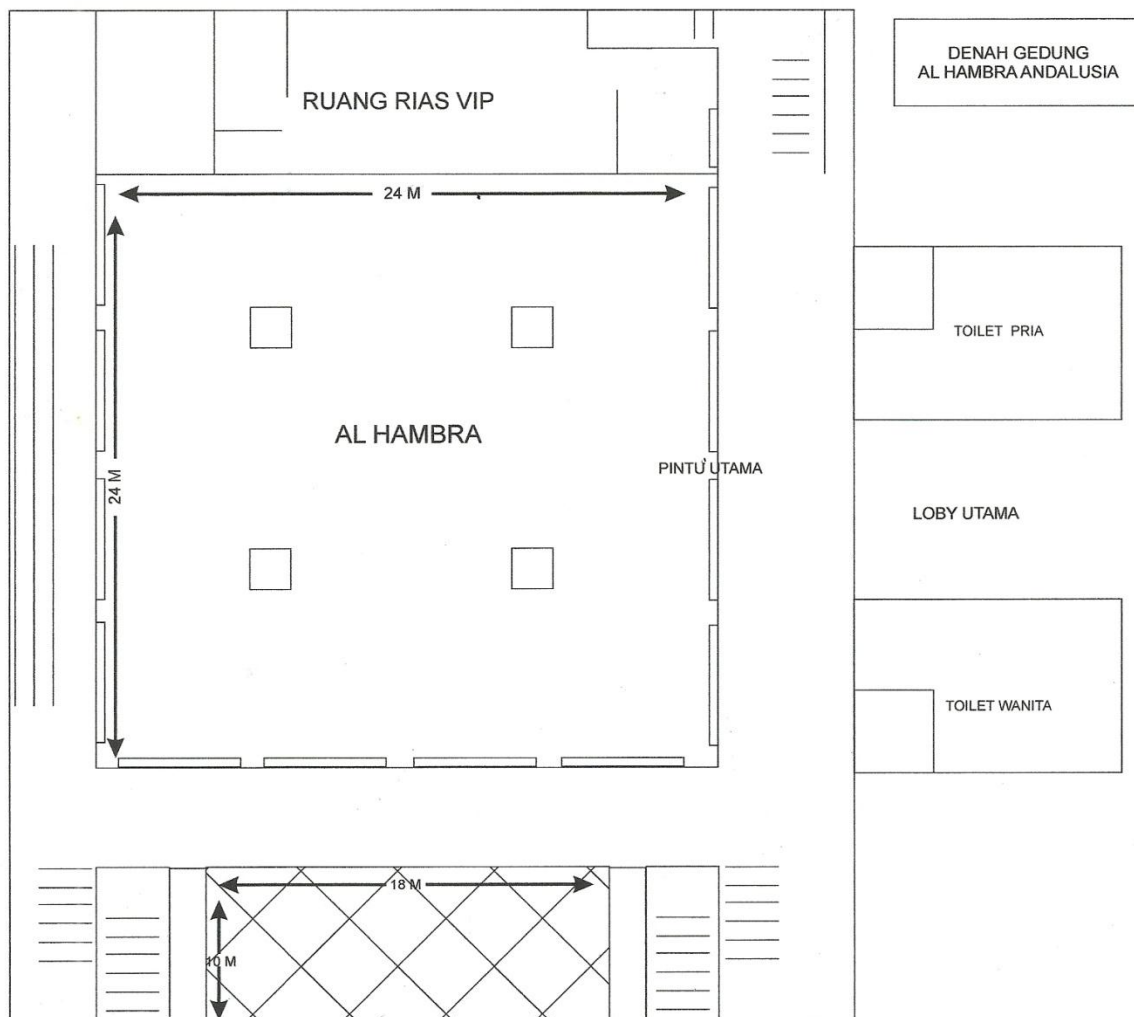 DENAH GEDUNG
AL HAMBRA ANDALUSIA
RUANG RIAS VIP
24 M
TOILET PRIA
AL HAMBRA
24 M
PINTU UTAMA
LOBY UTAMA
TOILET WANITA
18 M
10 M